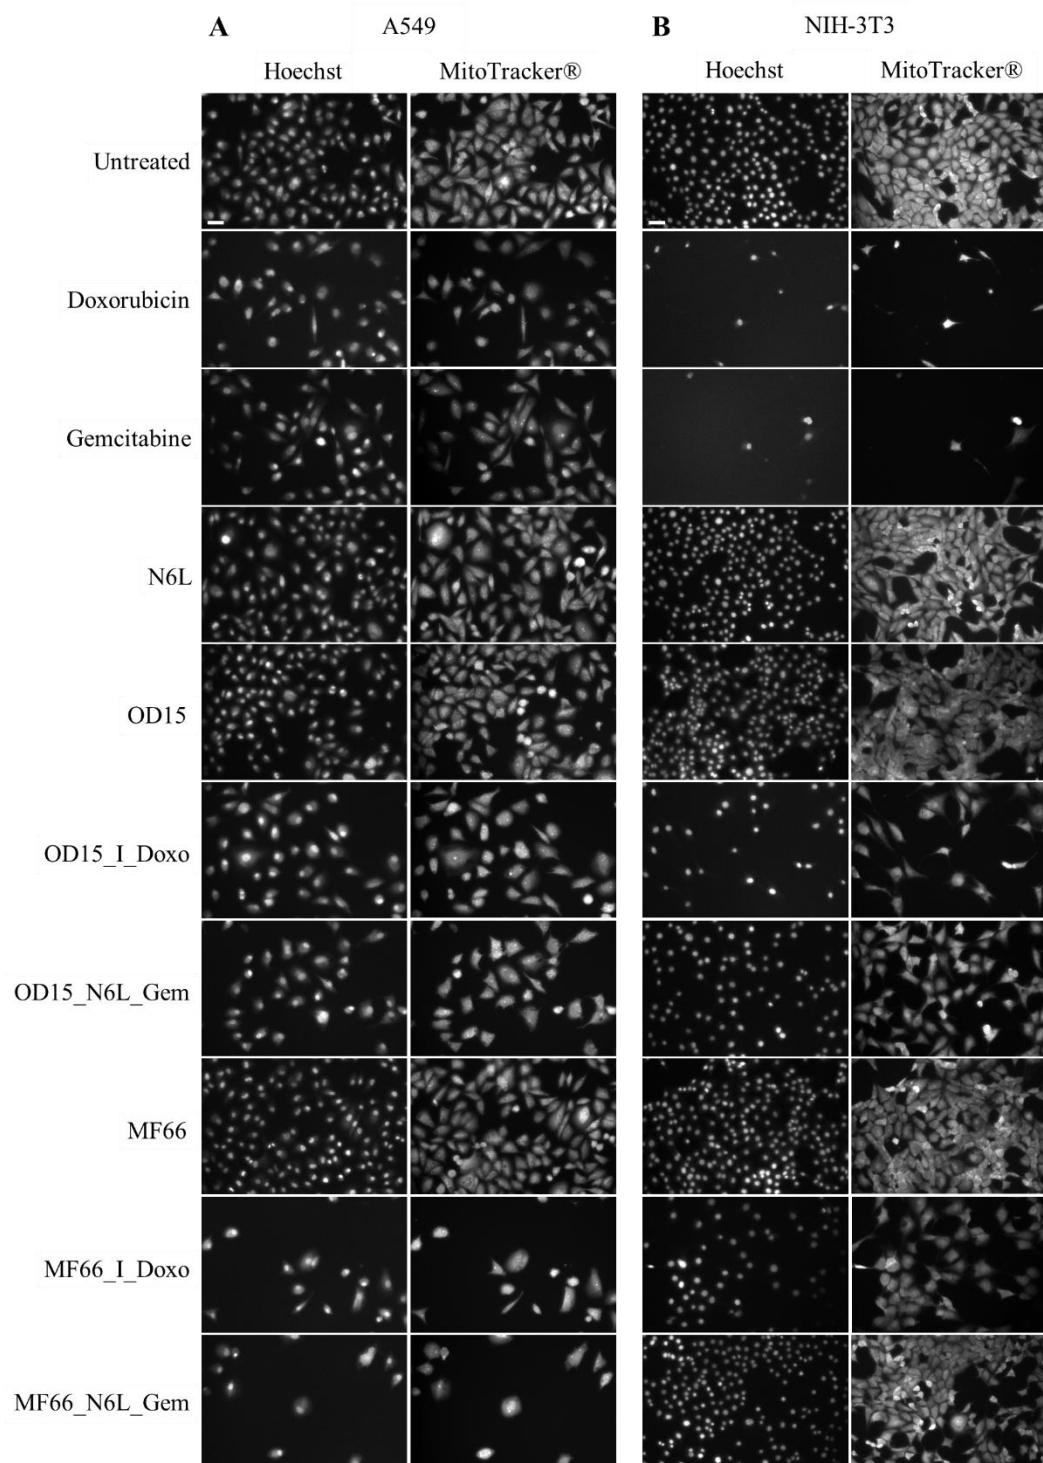 A A549 B NIH-3T3
Hoechst MitoTracker® Hoechst MitoTracker®
Untreated
Doxorubicin
Gemcitabine
N6L
OD15
OD15_I_Doxo
OD15_N6L_Gem
MF66
MF66_I_Doxo
MF66_N6L_Gem